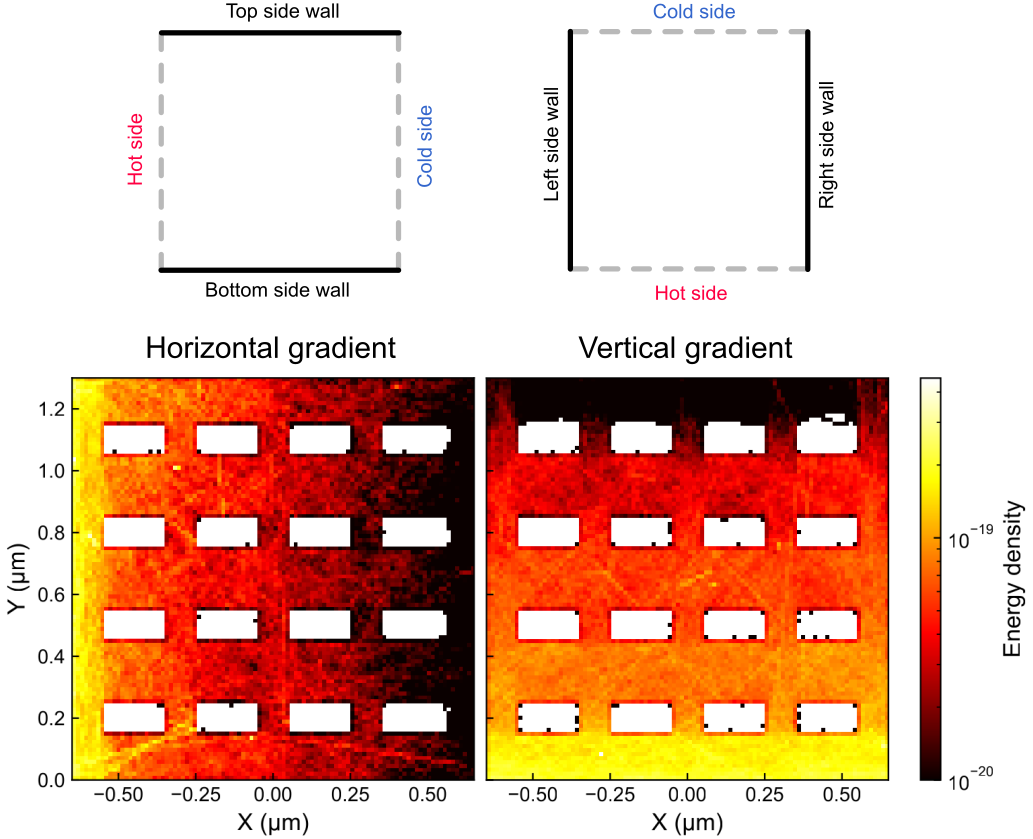 Top side wall
Hot side
Cold side
Bottom side wall
Cold side
Left side wall
Right side wall
Hot side
Horizontal gradient
Vertical gradient
Y (μm)
1.2
1.0
0.8
0.6
0.4
0.2
0.0
−0.50 −0.25 0.00 0.25 0.50
X (μm)
−0.50 −0.25 0.00 0.25 0.50
X (μm)
10⁻¹⁹
10⁻²⁰
Energy density